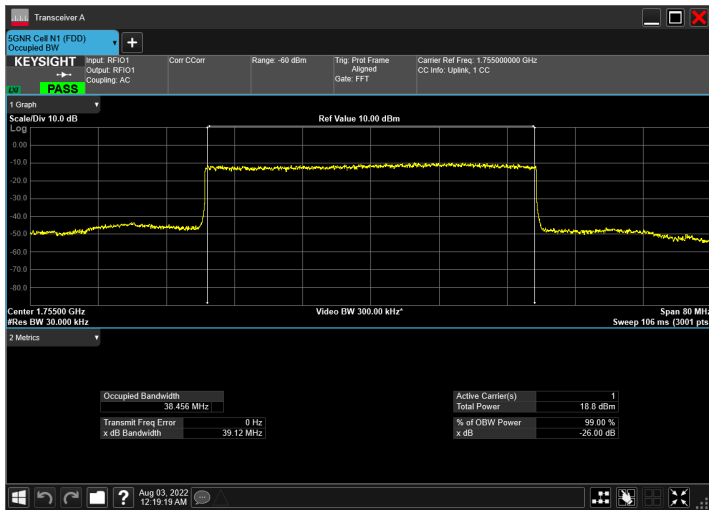 Transceiver A
5GNR Cell N1 (FDD)
Occupied BW
KEYSIGHT
LXI
PASS
Input: RFIO1
Output: RFIO1
Coupling: AC
Corr CCorr
Range: -60 dBm
Trig: Prot Frame
Aligned
Gate: FFT
Carrier Ref Freq: 1.755000000 GHz
CC Info: Uplink, 1 CC
1 Graph
Scale/Div 10.0 dB
Ref Value 10.00 dBm
Log
0.00
-10.0
-20.0
-30.0
-40.0
-50.0
-60.0
-70.0
-80.0
Center 1.75500 GHz
Video BW 300.00 kHz*
Span 80 MHz
#Res BW 30.000 kHz
Sweep 106 ms (3001 pts
2 Metrics
Occupied Bandwidth
38.456 MHz
Transmit Freq Error 0 Hz
x dB Bandwidth 39.12 MHz
Active Carrier(s) 1
Total Power 18.8 dBm
% of OBW Power 99.00 %
x dB -26.00 dB
Aug 03, 2022
12:19:19 AM